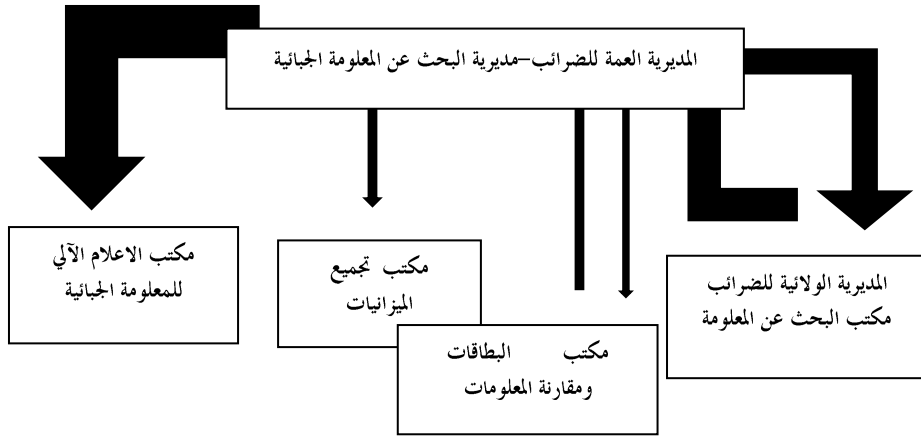 المديرية العمة للضرائب–مديرية البحث عن المعلومة الجبائية
المديرية الولائية للضرائب
مكتب البحث عن المعلومة
مكتب تجميع
الميزانيات
مكتب البطاقات
ومقارنة المعلومات
مكتب الاعلام الآلي
للمعلومة الجبائية